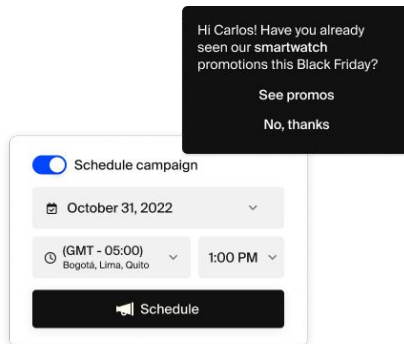 Hi Carlos! Have you already
seen our smartwatch
promotions this Black Friday?
See promos
No, thanks
Schedule campaign
October 31, 2022
(GMT - 05:00)
Bogotá, Lima, Quito
1:00 PM
Schedule